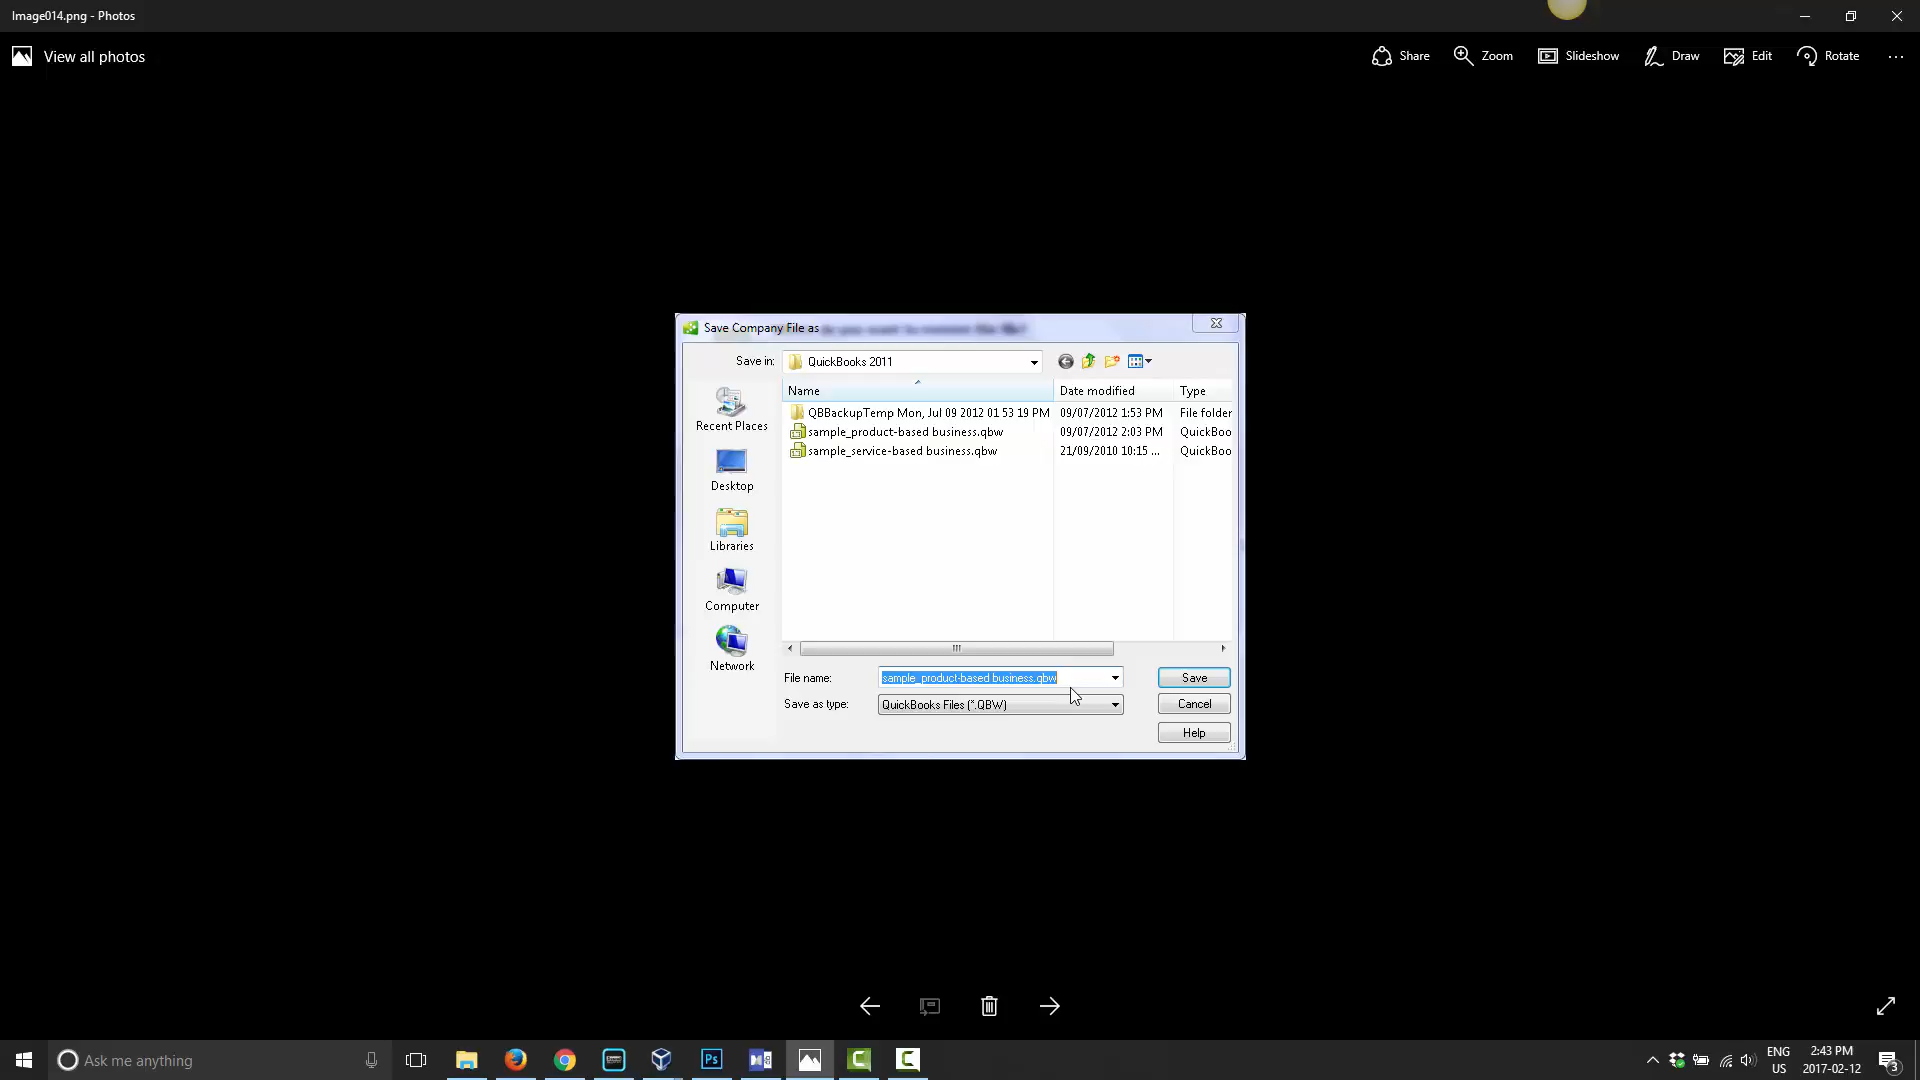 Image014.png - Photos
View all photos
Share Zoom Slideshow Draw Edit Rotate
Save Company File as
Save in: QuickBooks 2011
Name Date modified Type
QBBackupTemp Mon, Jul 09 2012 01 53 19 PM 09/07/2012 1:53 PM File folder
sample_product-based business.qbw 09/07/2012 2:03 PM QuickBoo
sample_service-based business.qbw 21/09/2010 10:15 ... QuickBoo
Recent Places
Desktop
Libraries
Computer
Network
File name: sample_product-based business.qbw Save
Save as type: QuickBooks Files (*.QBW) Cancel
Help
Ask me anything
Ps
ENG
US
2:43 PM
2017-02-12
3